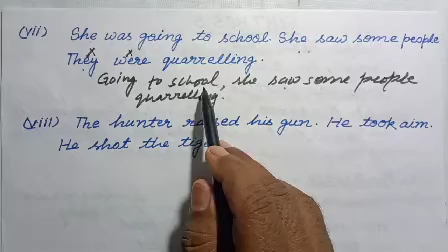 (vii) She was going to school. She saw some people
They were quarrelling.
Going to school, she saw some people
quarrelling.
(viii) The hunter raised his gun. He took aim.
He shot the